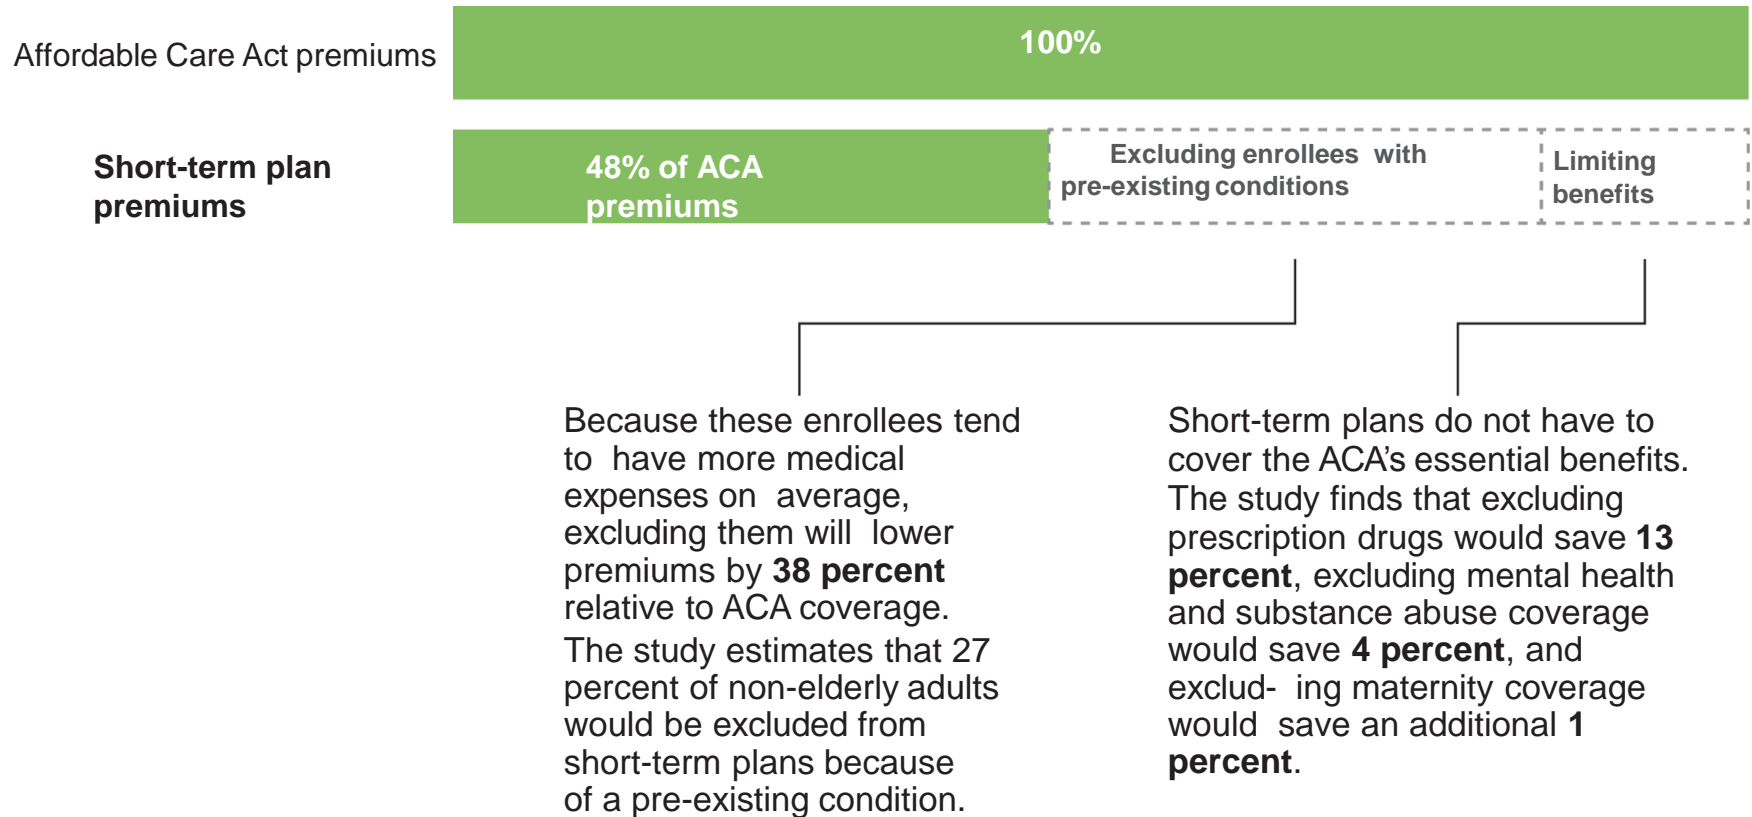 Affordable Care Act premiums
100%
Short-term plan
premiums
48% of ACA
premiums
Excluding enrollees with
pre-existing conditions
Limiting
benefits
Because these enrollees tend
to have more medical
expenses on average,
excluding them will lower
premiums by 38 percent
relative to ACA coverage.
The study estimates that 27
percent of non-elderly adults
would be excluded from
short-term plans because
of a pre-existing condition.
Short-term plans do not have to
cover the ACA’s essential benefits.
The study finds that excluding
prescription drugs would save 13
percent, excluding mental health
and substance abuse coverage
would save 4 percent, and
exclud- ing maternity coverage
would save an additional 1
percent.